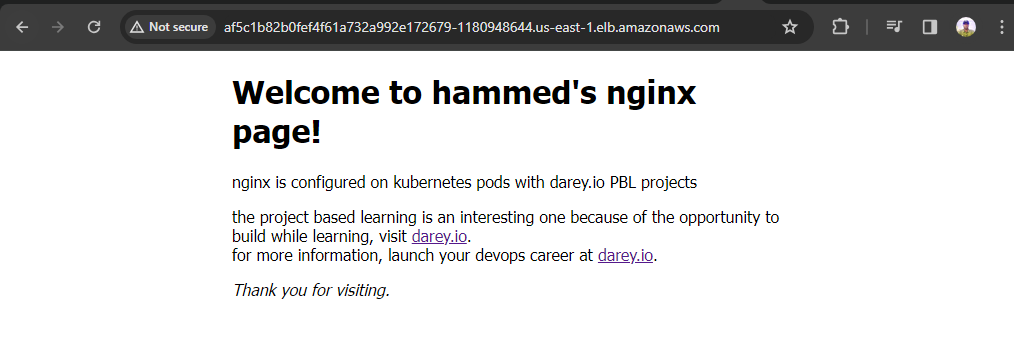 Not secure af5c1b82b0fef4f61a732a992e172679-1180948644.us-east-1.elb.amazonaws.com
Welcome to hammed's nginx
page!
nginx is configured on kubernetes pods with darey.io PBL projects
the project based learning is an interesting one because of the opportunity to
build while learning, visit darey.io.
for more information, launch your devops career at darey.io.
Thank you for visiting.